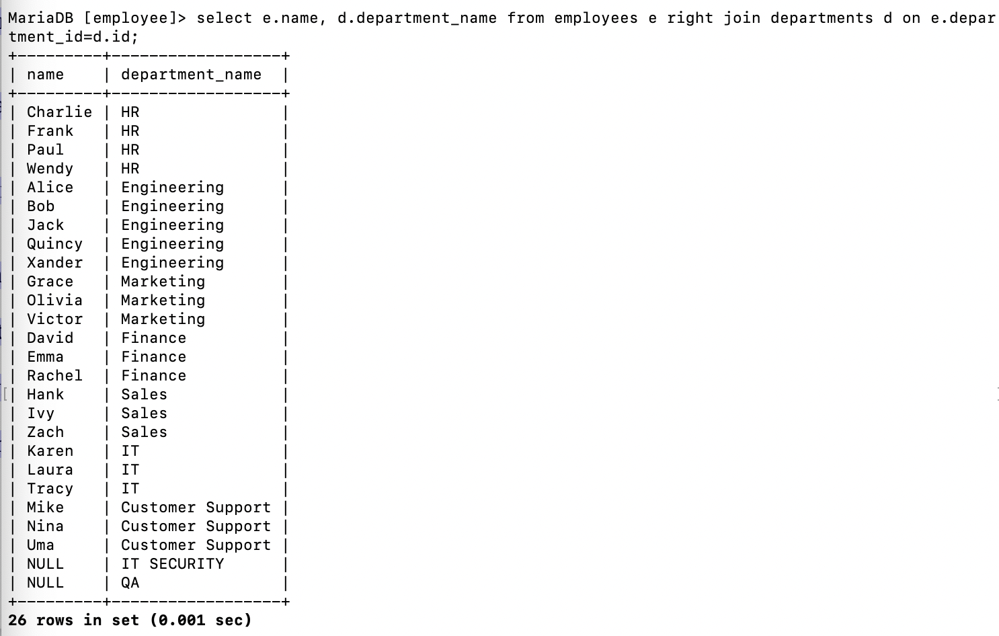 MariaDB [employee]> select e.name, d.department_name from employees e right join departments d on e.depar
tment_id=d.id;
+---------+------------------+
| name    | department_name  |
+---------+------------------+
| Charlie | HR               |
| Frank   | HR               |
| Paul    | HR               |
| Wendy   | HR               |
| Alice   | Engineering      |
| Bob     | Engineering      |
| Jack    | Engineering      |
| Quincy  | Engineering      |
| Xander  | Engineering      |
| Grace   | Marketing        |
| Olivia  | Marketing        |
| Victor  | Marketing        |
| David   | Finance          |
| Emma    | Finance          |
| Rachel  | Finance          |
| Hank    | Sales            |
| Ivy     | Sales            |
| Zach    | Sales            |
| Karen   | IT               |
| Laura   | IT               |
| Tracy   | IT               |
| Mike    | Customer Support |
| Nina    | Customer Support |
| Uma     | Customer Support |
| NULL    | IT SECURITY      |
| NULL    | QA               |
+---------+------------------+
26 rows in set (0.001 sec)